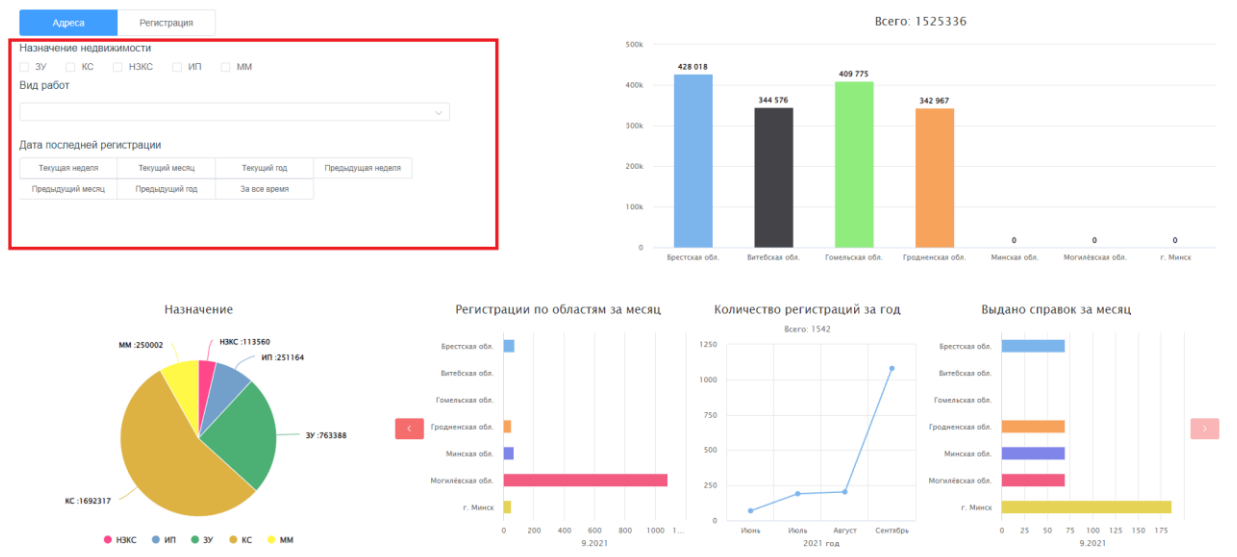 Адреса
Регистрация
Назначение недвижимости
ЗУ КС НЗКС ИП ММ
Вид работ
Дата последней регистрации
Текущая неделя Текущий месяц Текущий год Предыдущая неделя
Предыдущий месяц Предыдущий год За все время
Всего: 1525336
500k
400k
300k
200k
100k
0
428 018
344 576
409 775
342 967
0
0
0
Брестская обл. Витебская обл. Гомельская обл. Гродненская обл. Минская обл. Могилёвская обл. г. Минск
Назначение
НЗКС :113560
ИП :251164
ЗУ :763388
КС :1692317
ММ :250002
НЗКС ИП ЗУ КС ММ
Регистрации по областям за месяц
Брестская обл.
Витебская обл.
Гомельская обл.
Гродненская обл.
Минская обл.
Могилёвская обл.
г. Минск
0 200 400 600 800 1000 1...
9.2021
Количество регистраций за год
Всего: 1542
1250
1000
750
500
250
0
Июнь Июль Август Сентябрь
2021 год
Выдано справок за месяц
Брестская обл.
Витебская обл.
Гомельская обл.
Гродненская обл.
Минская обл.
Могилёвская обл.
г. Минск
0 25 50 75 100 125 150 175
9.2021